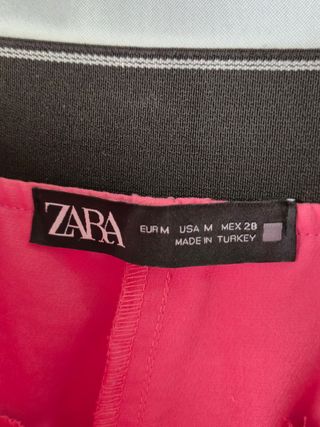 ZARA
EUR M USA M MEX 28
MADE IN TURKEY